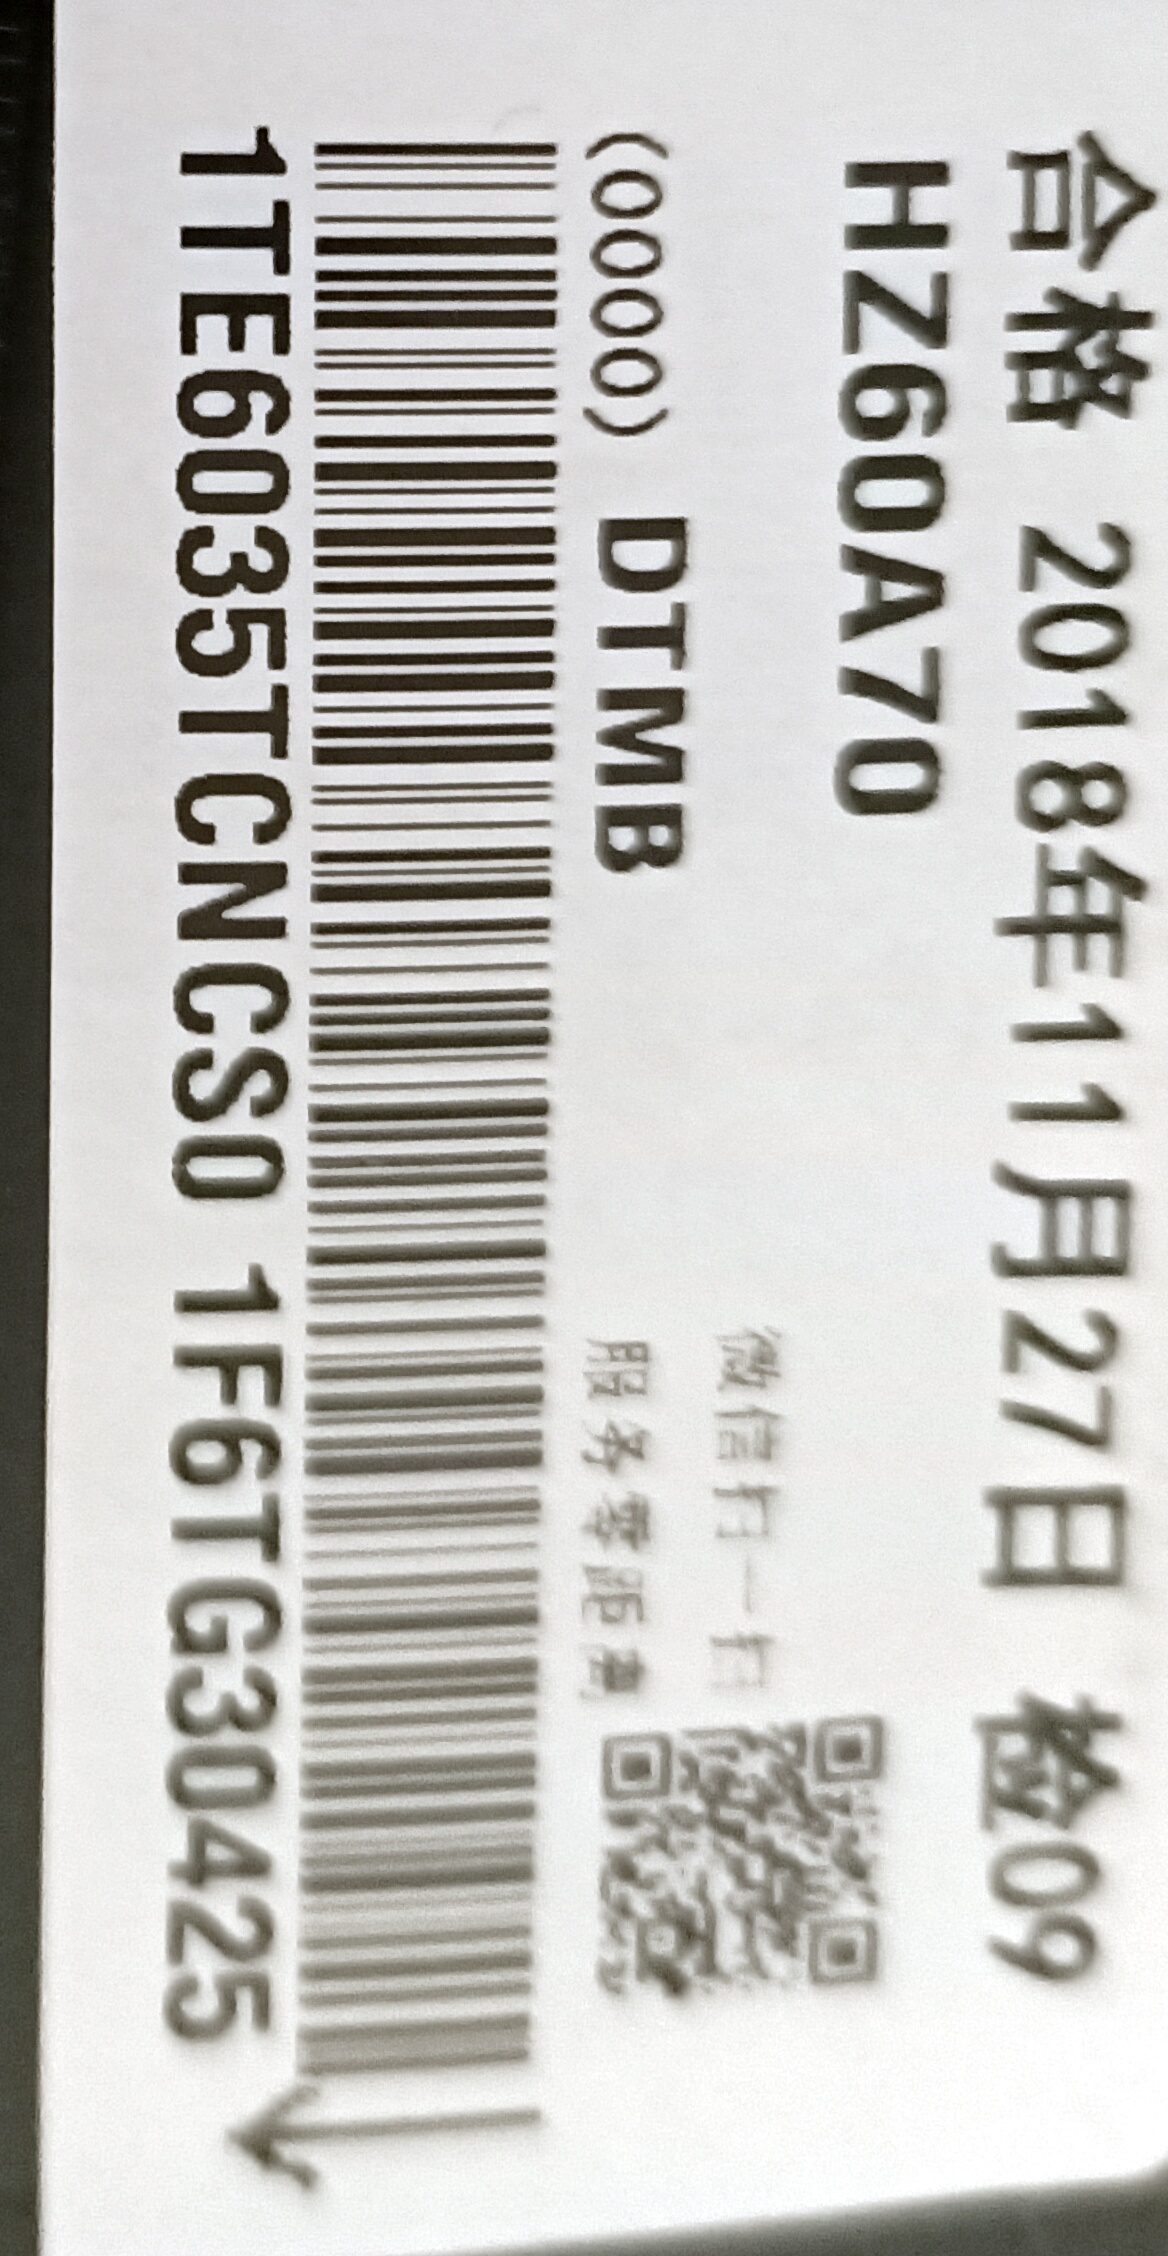 合格 2018年11月27日 检09
HZ60A70
微信扫一扫
(0000) DTMB
服务零距离
1TE6035TCNCS0 1F6TG30425